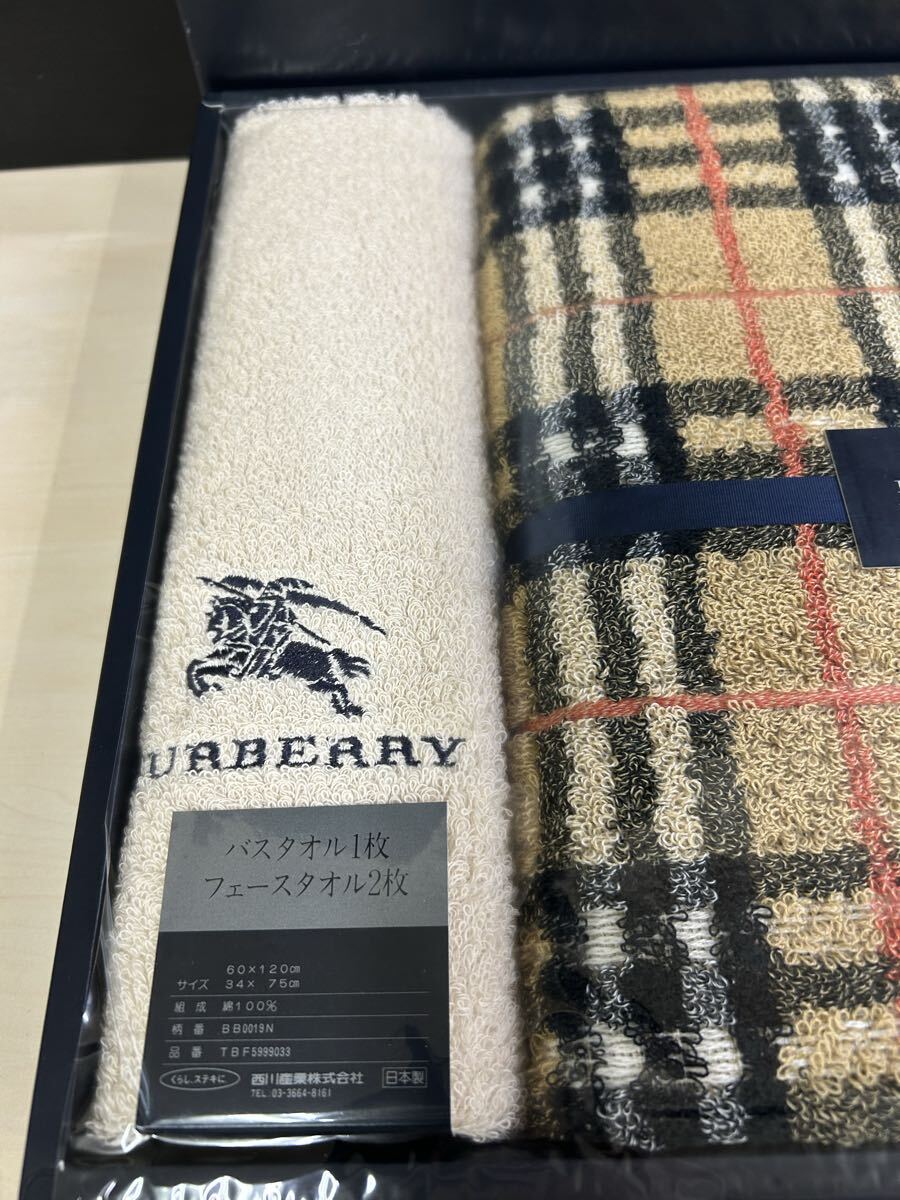 URBERRY
バスタオル1枚
フェースタオル2枚
60×120㎝
サイズ 34× 75㎝
組成 綿100%
柄番 BB0019N
品番 TBF5999033
くらし、ステキに 西川産業株式会社 日本製
TEL.03-3664-8161